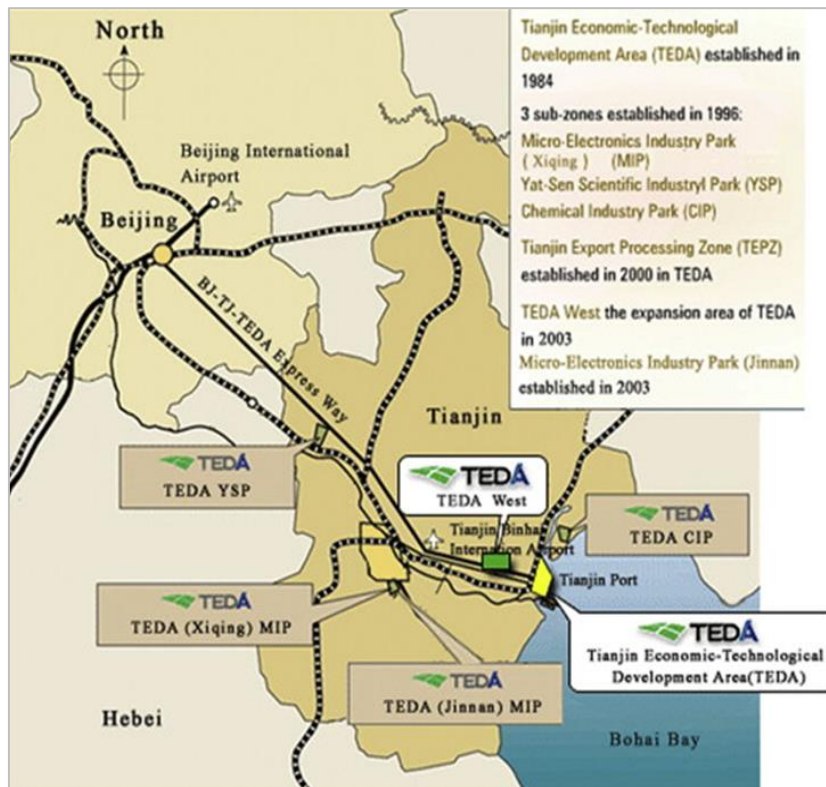 North
Tianjin Economic-Technological
Development Area (TEDA) established in
1984
3 sub-zones established in 1996:
Micro-Electronics Industry Park
( Xiqing ) (MIP)
Yat-Sen Scientific Industryl Park (YSP)
Chemical Industry Park (CIP)
Tianjin Export Processing Zone (TEPZ)
established in 2000 in TEDA
TEDA West the expansion area of TEDA
in 2003
Micro-Electronics Industry Park (Jinnan)
established in 2003
Beijing International
Airport
Beijing
BJ-TJ-TEDA Express Way
Tianjin
TEDA
TEDA YSP
TEDA
TEDA West
TEDA
TEDA CIP
Tianjin Binhai
Internation Airport
Tianjin Port
TEDA
TEDA (Xiqing) MIP
TEDA
Tianjin Economic-Technological
Development Area(TEDA)
TEDA
TEDA (Jinnan) MIP
Hebei
Bohai Bay